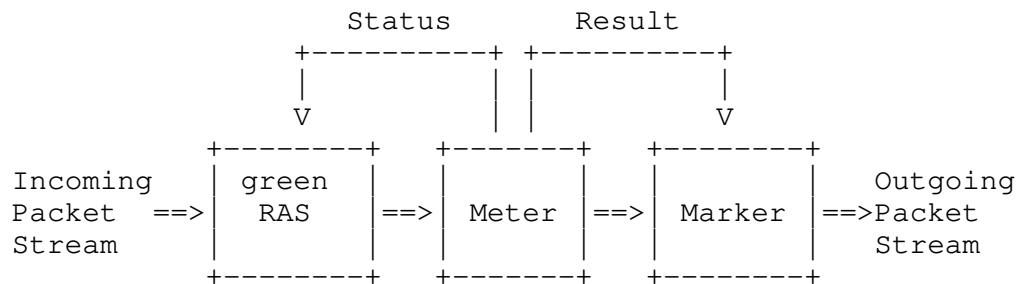 Status Result
Incoming green Outgoing
Packet ==> RAS ==> Meter ==> Marker ==>Packet
Stream Stream